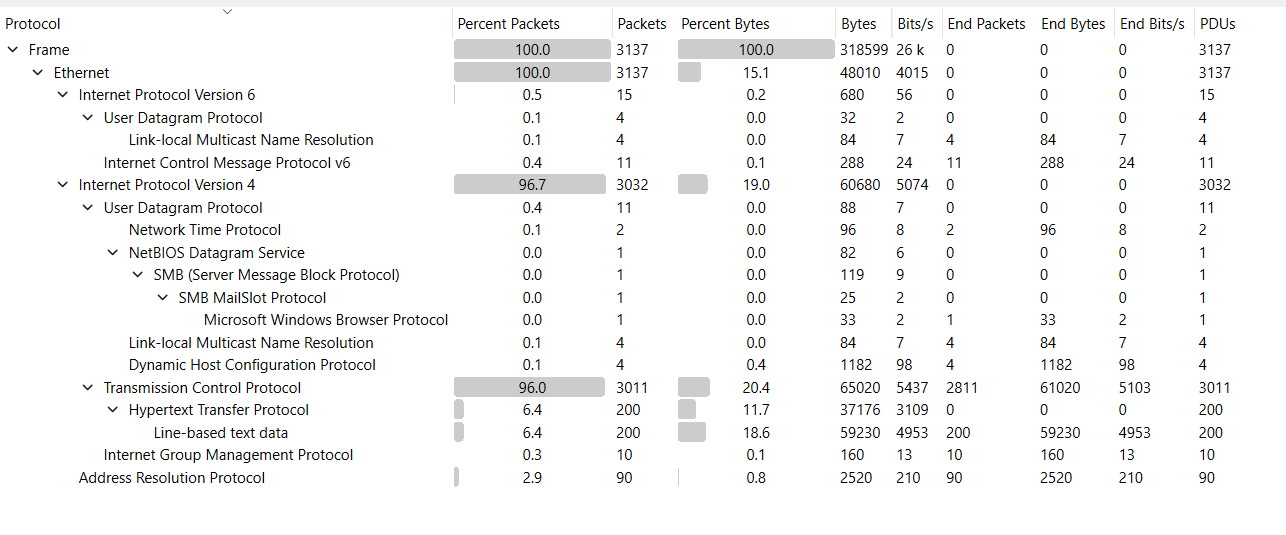 Protocol Percent Packets Packets Percent Bytes Bytes Bits/s End Packets End Bytes End Bits/s PDUs
Frame 100.0 3137 100.0 318599 26 k 0 0 0 3137
Ethernet 100.0 3137 15.1 48010 4015 0 0 0 3137
Internet Protocol Version 6 0.5 15 0.2 680 56 0 0 0 15
User Datagram Protocol 0.1 4 0.0 32 2 0 0 0 4
Link-local Multicast Name Resolution 0.1 4 0.0 84 7 4 84 7 4
Internet Control Message Protocol v6 0.4 11 0.1 288 24 11 288 24 11
Internet Protocol Version 4 96.7 3032 19.0 60680 5074 0 0 0 3032
User Datagram Protocol 0.4 11 0.0 88 7 0 0 0 11
Network Time Protocol 0.1 2 0.0 96 8 2 96 8 2
NetBIOS Datagram Service 0.0 1 0.0 82 6 0 0 0 1
SMB (Server Message Block Protocol) 0.0 1 0.0 119 9 0 0 0 1
SMB MailSlot Protocol 0.0 1 0.0 25 2 0 0 0 1
Microsoft Windows Browser Protocol 0.0 1 0.0 33 2 1 33 2 1
Link-local Multicast Name Resolution 0.1 4 0.0 84 7 4 84 7 4
Dynamic Host Configuration Protocol 0.1 4 0.4 1182 98 4 1182 98 4
Transmission Control Protocol 96.0 3011 20.4 65020 5437 2811 61020 5103 3011
Hypertext Transfer Protocol 6.4 200 11.7 37176 3109 0 0 0 200
Line-based text data 6.4 200 18.6 59230 4953 200 59230 4953 200
Internet Group Management Protocol 0.3 10 0.1 160 13 10 160 13 10
Address Resolution Protocol 2.9 90 0.8 2520 210 90 2520 210 90